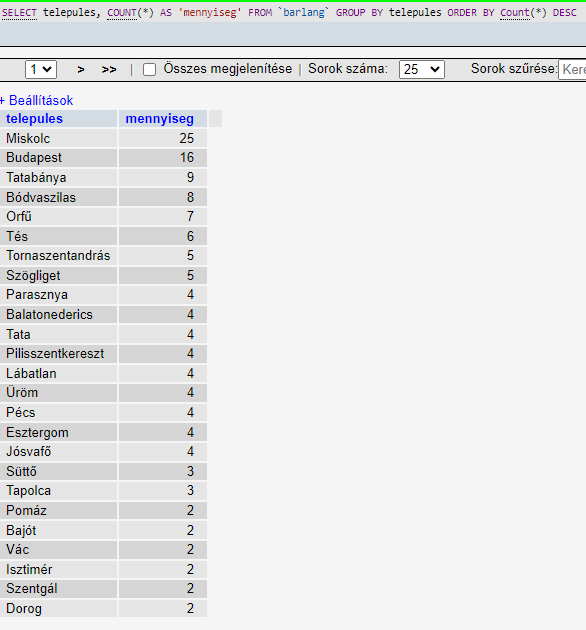 SELECT telepules, COUNT(*) AS 'mennyiseg' FROM `barlang` GROUP BY telepules ORDER BY Count(*) DESC
1 > >> | Összes megjelenítése | Sorok száma: 25 Sorok szűrése: Kere
+ Beállítások
telepules mennyiseg
Miskolc 25
Budapest 16
Tatabánya 9
Bódvaszilas 8
Orfű 7
Tés 6
Tornaszentandrás 5
Szögliget 5
Parasznya 4
Balatonederics 4
Tata 4
Pilisszentkereszt 4
Lábatlan 4
Üröm 4
Pécs 4
Esztergom 4
Jósvafő 4
Süttő 3
Tapolca 3
Pomáz 2
Bajót 2
Vác 2
Isztimér 2
Szentgál 2
Dorog 2